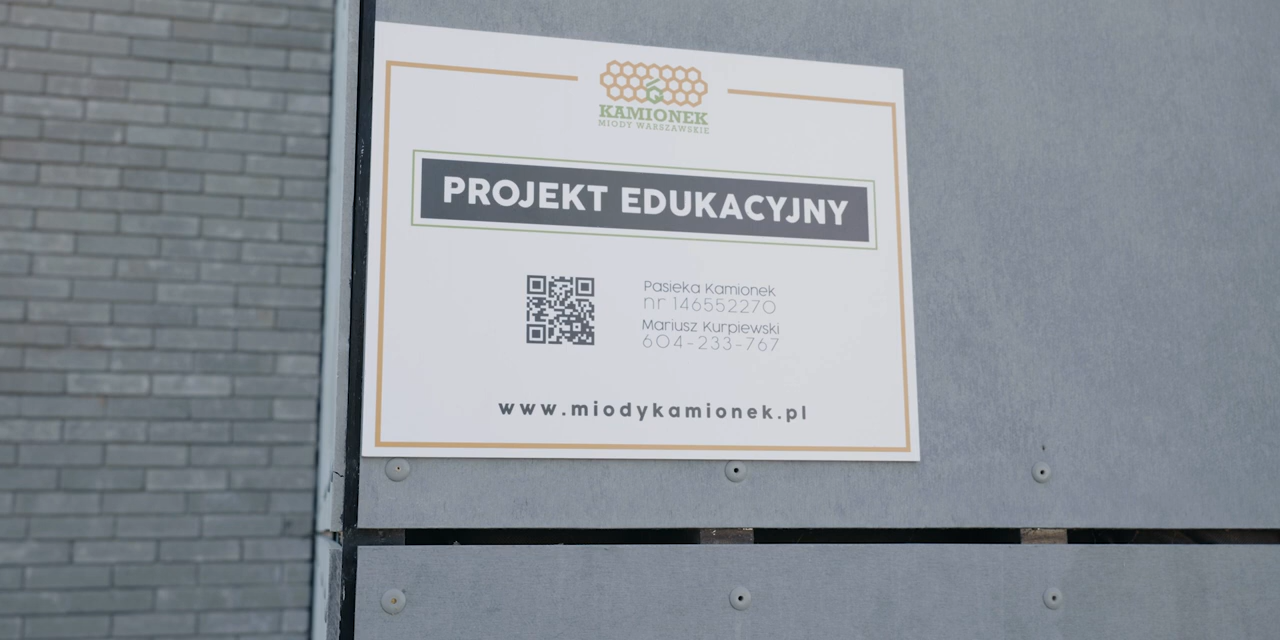 KAMIONEK
MIODY WARSZAWSKIE
PROJEKT EDUKACYJNY
Pasieka Kamionek
nr 146552270
Mariusz Kurpiewski
604-233-767
www.miodykamionek.pl